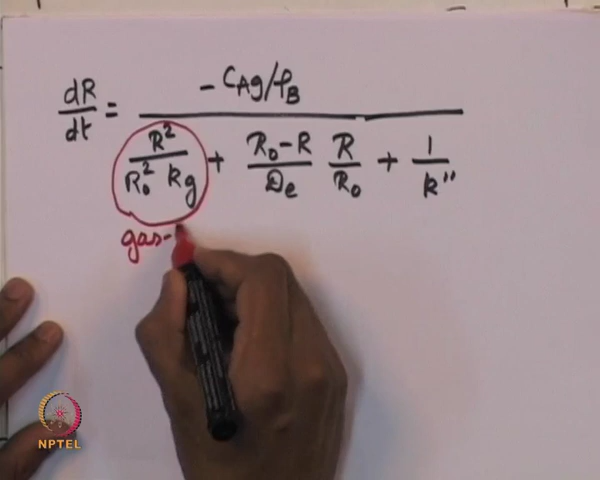 dR/dt = - C_Ag/ρ_B / (R²/(R₀² k_g) + (R₀-R)/D_e R/R₀ + 1/k")
gas-
NPTEL